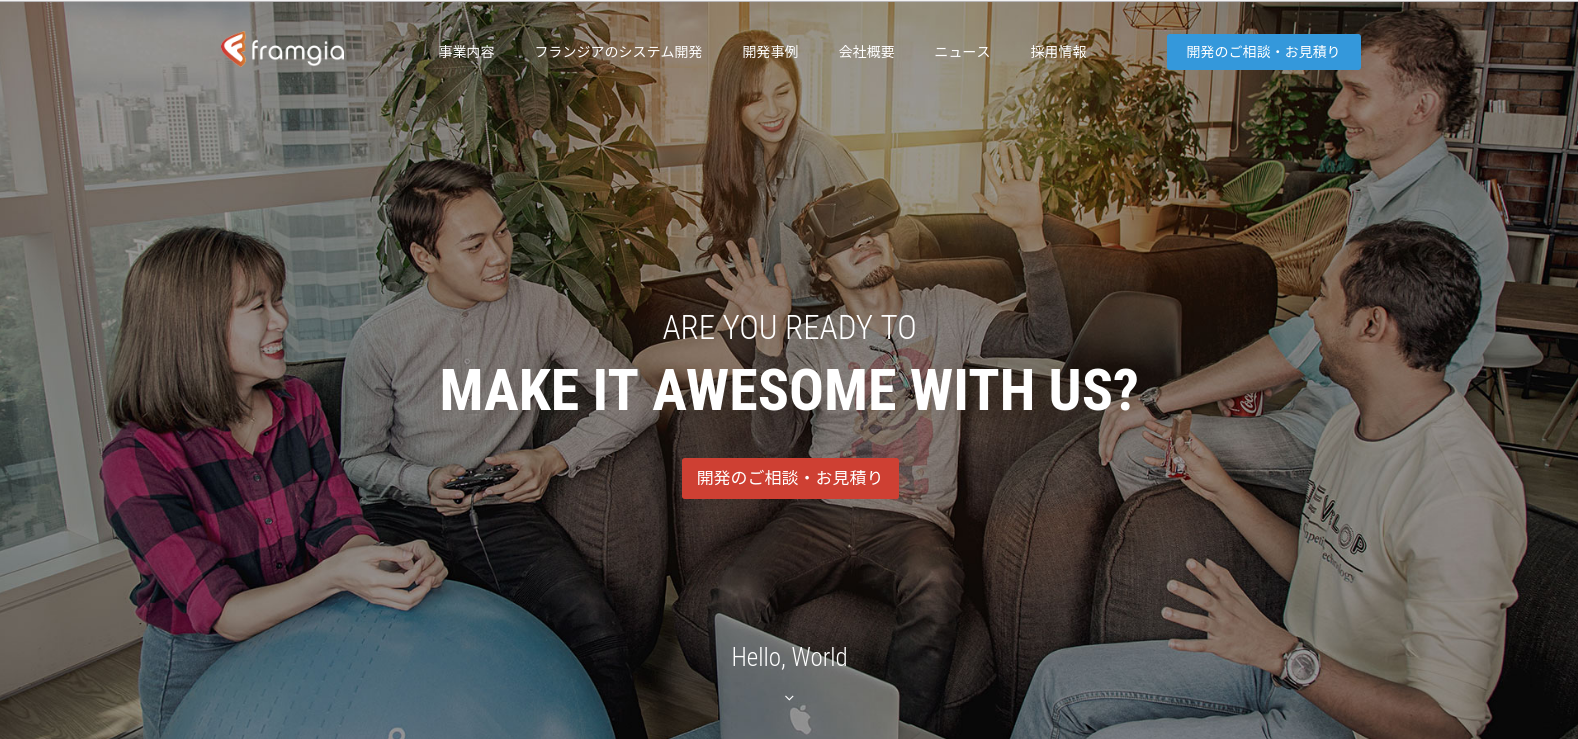 framgia
事業内容
フランジアのシステム開発
開発事例
会社概要
ニュース
採用情報
開発のご相談・お見積り
ARE YOU READY TO
MAKE IT AWESOME WITH US?
開発のご相談・お見積り
DEVELOP
Technology
Hello, World